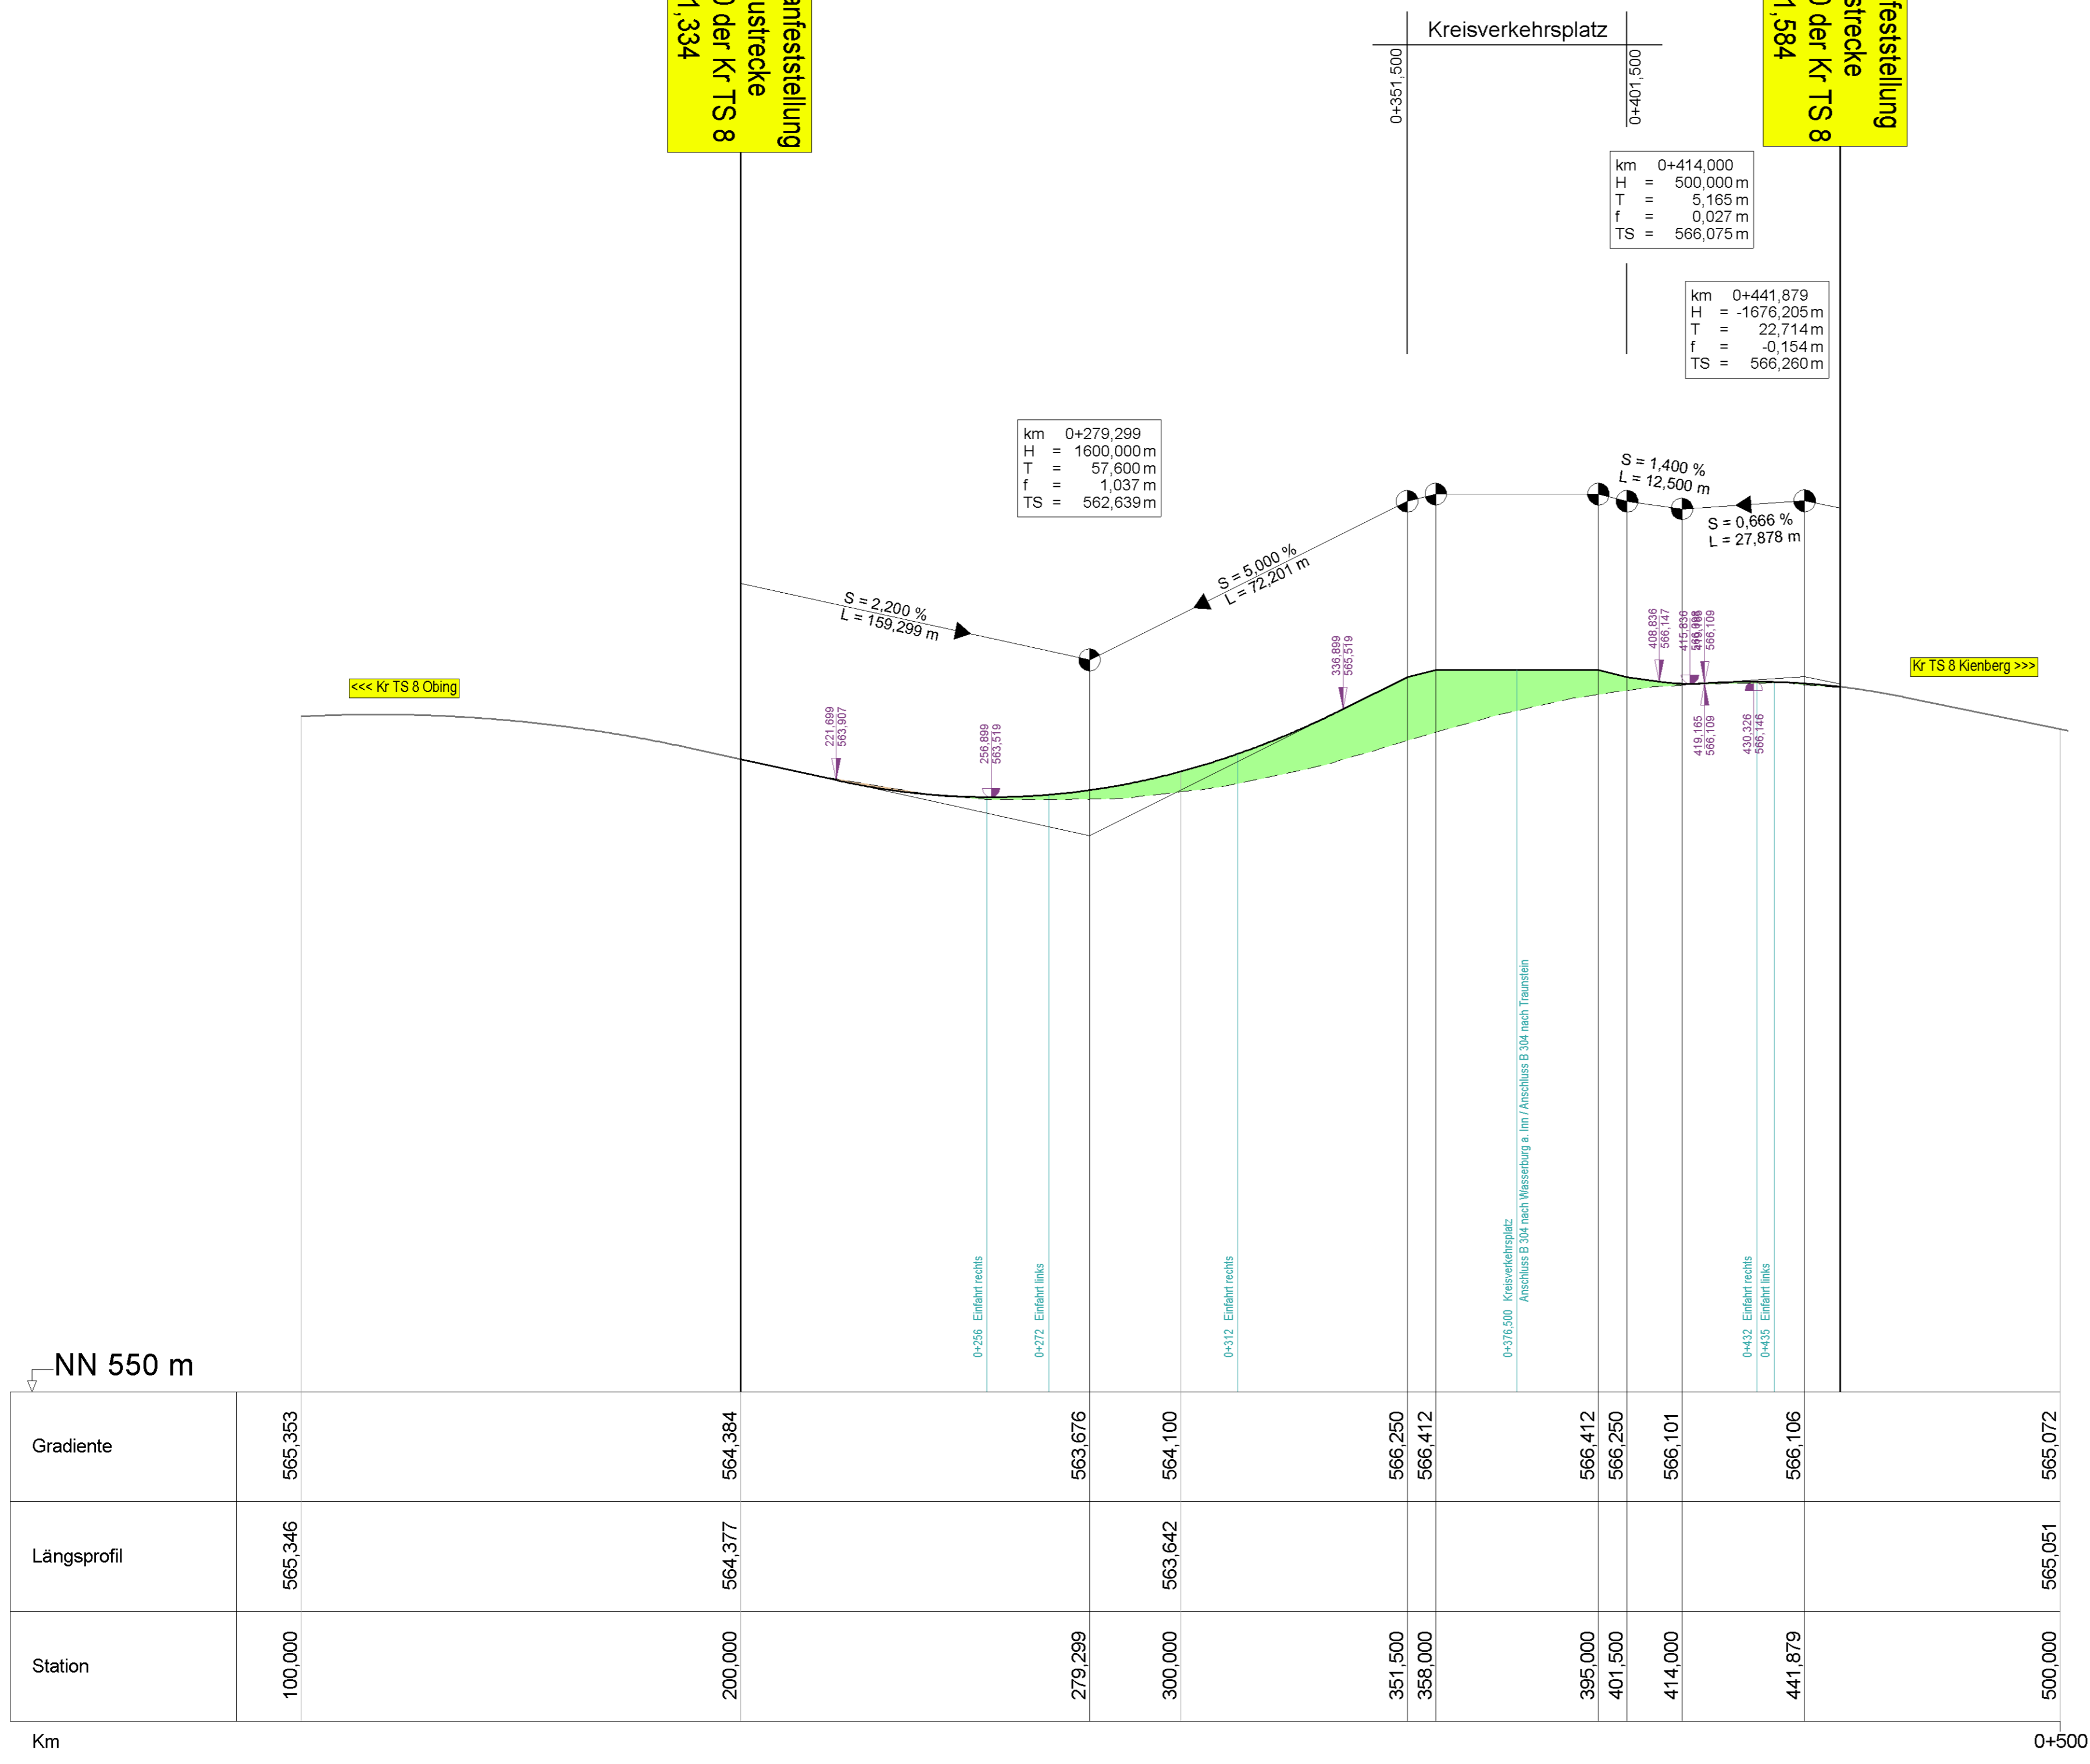 anfeststellung
ustrecke
0 der Kr TS 8
1,334
Kreisverkehrsplatz
0+351,500
0+401,500
feststellung
strecke
0 der Kr TS 8
1,584
km 0+414,000
H = 500,000 m
T = 5,165 m
f = 0,027 m
TS = 566,075 m
km 0+441,879
H = -1676,205 m
T = 22,714 m
f = -0,154 m
TS = 566,260 m
km 0+279,299
H = 1600,000 m
T = 57,600 m
f = 1,037 m
TS = 562,639 m
S = 2,200 %
L = 159,299 m
S = 5,000 %
L = 72,201 m
S = 1,400 %
L = 12,500 m
S = 0,666 %
L = 27,878 m
<<< Kr TS 8 Obing
Kr TS 8 Kienberg >>>
221,699
563,907
256,899
563,519
336,899
565,519
408,836
566,147
415,836
419,165
566,109
419,165
566,109
430,326
566,146
0+256 Einfahrt rechts
0+272 Einfahrt links
0+312 Einfahrt rechts
0+376,500 Kreisverkehrsplatz
Anschluss B 304 nach Wasserburg a. Inn / Anschluss B 304 nach Traunstein
0+432 Einfahrt rechts
0+435 Einfahrt links
NN 550 m
Gradiente 565,353 564,384 563,676 564,100 566,250 566,412 566,412 566,250 566,101 566,106 565,072
Längsprofil 565,346 564,377 563,642 565,051
Station 100,000 200,000 279,299 300,000 351,500 358,000 395,000 401,500 414,000 441,879 500,000
Km 0+500